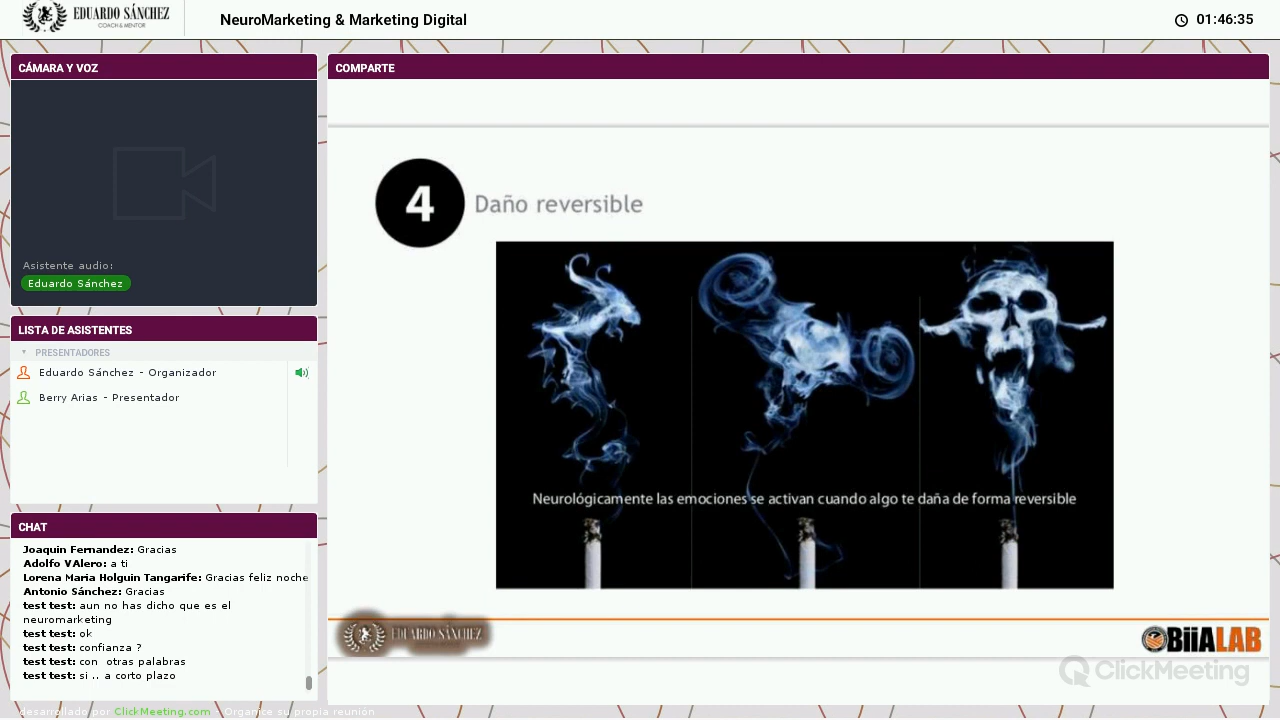 EDUARDO SÁNCHEZ
COACH & MENTOR
NeuroMarketing & Marketing Digital
01:46:35
CÁMARA Y VOZ
Asistente audio:
Eduardo Sánchez
LISTA DE ASISTENTES
PRESENTADORES
Eduardo Sánchez - Organizador
Berry Arias - Presentador
CHAT
Joaquin Fernandez: Gracias
Adolfo VAlero: a ti
Lorena Maria Holguin Tangarife: Gracias feliz noche
Antonio Sánchez: Gracias
test test: aun no has dicho que es el
neuromarketing
test test: ok
test test: confianza ?
test test: con otras palabras
test test: si .. a corto plazo
desarrollado por ClickMeeting.com - Organice su propia reunión
COMPARTE
4 Daño reversible
Neurológicamente las emociones se activan cuando algo te daña de forma reversible
EDUARDO SÁNCHEZ
BiiALAB
ClickMeeting